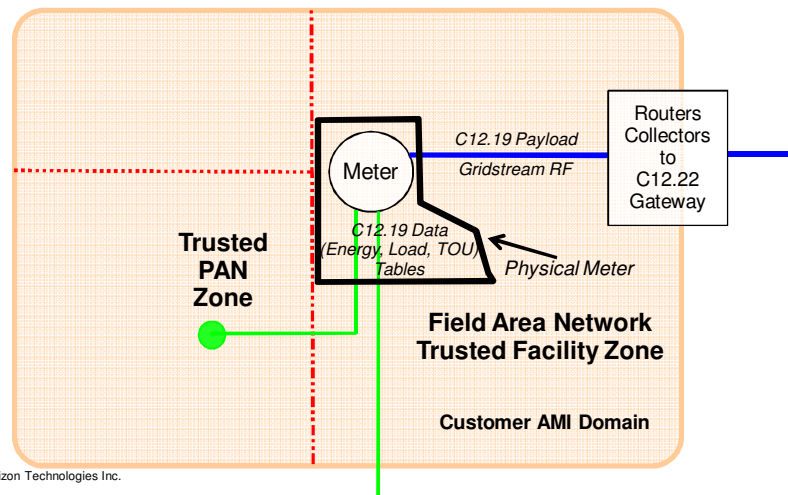 C12.19 Payload
Gridstream RF
Routers
Collectors
to
C12.22
Gateway
Meter
C12.19 Data
(Energy, Load, TOU)
Tables
Physical Meter
Trusted
PAN
Zone
Field Area Network
Trusted Facility Zone
Customer AMI Domain
Technologies Inc.